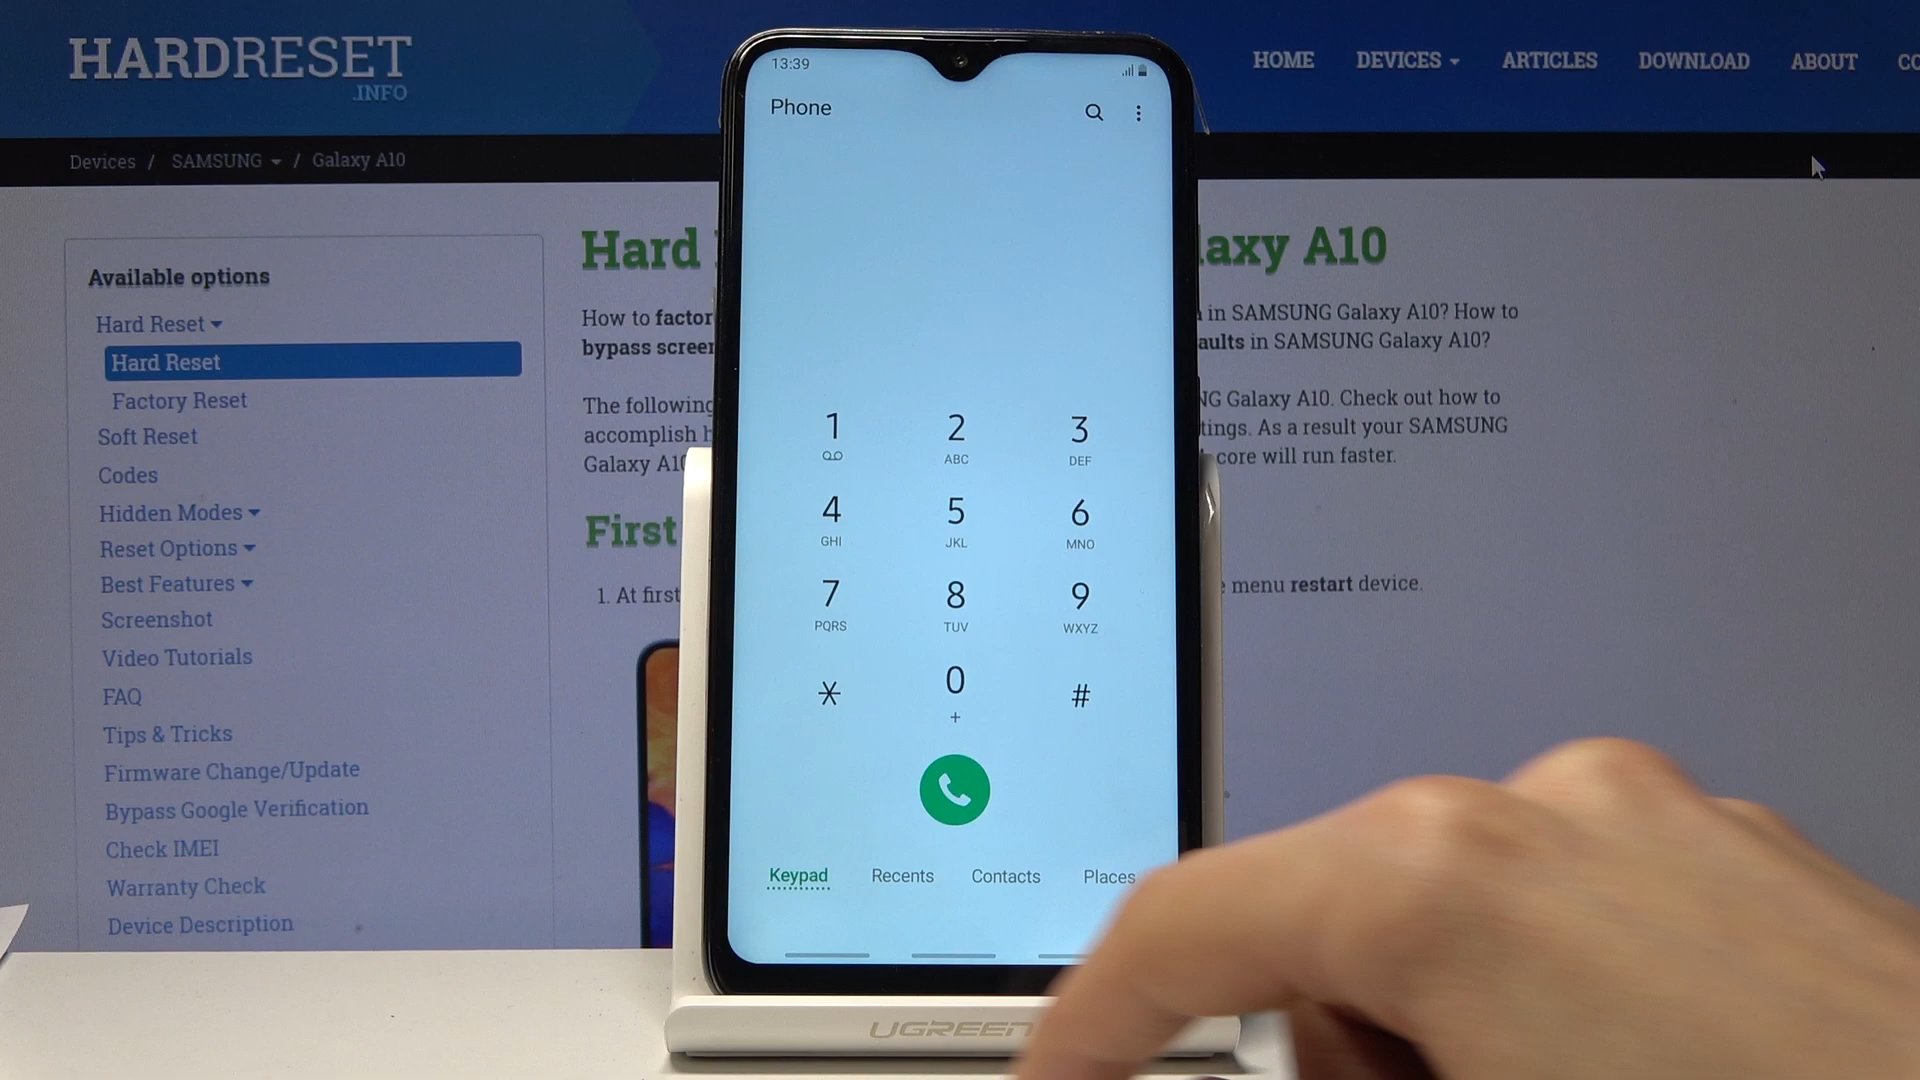 HARDRESET
.INFO
HOME DEVICES ARTICLES DOWNLOAD ABOUT CO
Devices / SAMSUNG / Galaxy A10
Available options
Hard Reset
Hard Reset
Factory Reset
Soft Reset
Codes
Hidden Modes
Reset Options
Best Features
Screenshot
Video Tutorials
FAQ
Tips & Tricks
Firmware Change/Update
Bypass Google Verification
Check IMEI
Warranty Check
Device Description
Hard
laxy A10
How to factor
in SAMSUNG Galaxy A10? How to
bypass screen
aults in SAMSUNG Galaxy A10?
The following
NG Galaxy A10. Check out how to
accomplish h
tings. As a result your SAMSUNG
Galaxy A10
core will run faster.
First
1. At first
e menu restart device.
13:39
Phone
1 2 3
ABC DEF
4 5 6
GHI JKL MNO
7 8 9
PQRS TUV WXYZ
* 0 #
+
Keypad Recents Contacts Places
UGREEN